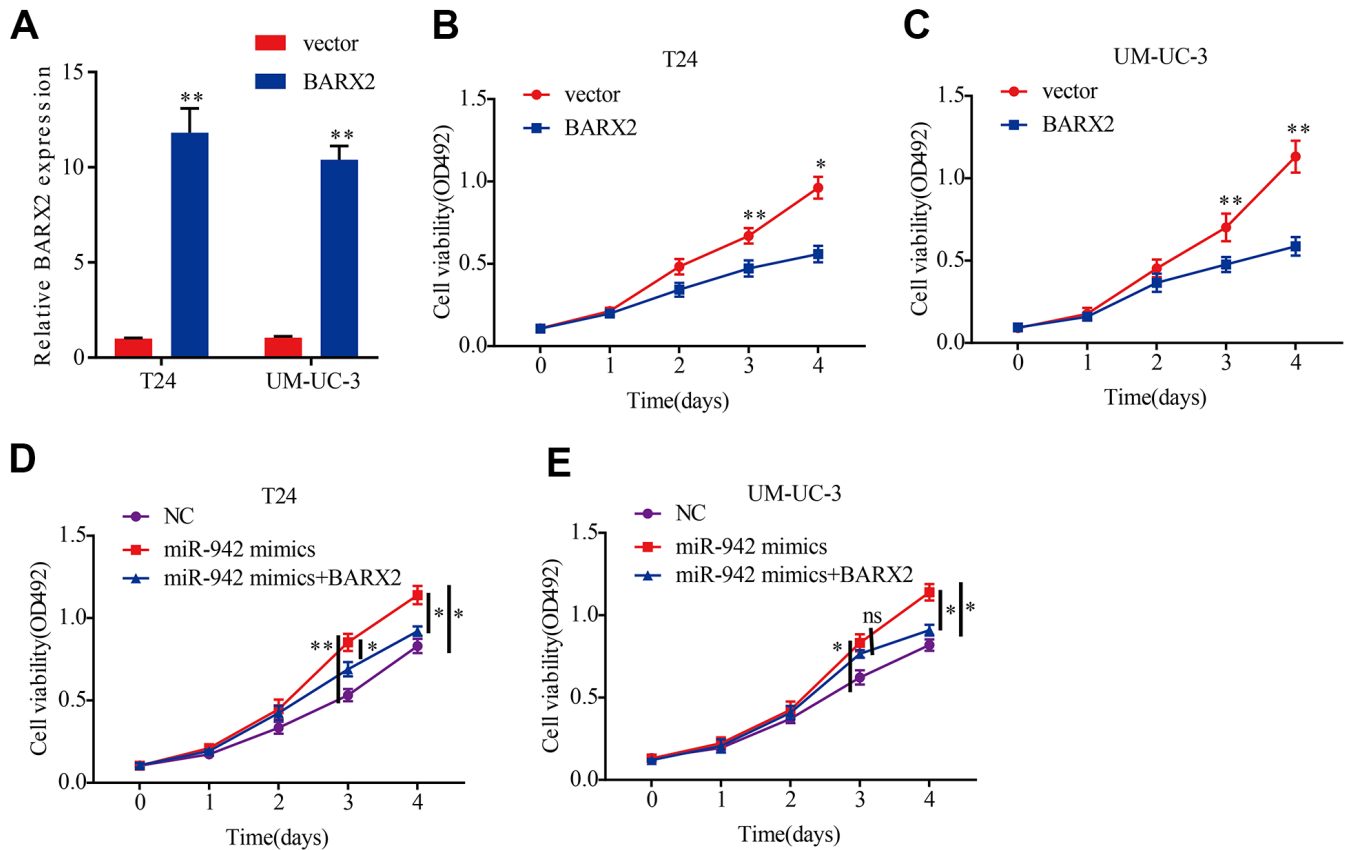 A
vector
BARX2
Relative BARX2 expression
15
10
5
0
**
**
T24
UM-UC-3
B
T24
vector
BARX2
Cell viability(OD492)
1.5
1.0
0.5
0.0
**
*
0 1 2 3 4
Time(days)
C
UM-UC-3
vector
BARX2
Cell viability(OD492)
1.5
1.0
0.5
0.0
**
**
0 1 2 3 4
Time(days)
D
T24
NC
miR-942 mimics
miR-942 mimics+BARX2
Cell viability(OD492)
1.5
1.0
0.5
0.0
**
*
*
*
0 1 2 3 4
Time(days)
E
UM-UC-3
NC
miR-942 mimics
miR-942 mimics+BARX2
Cell viability(OD492)
1.5
1.0
0.5
0.0
*
ns
*
*
0 1 2 3 4
Time(days)